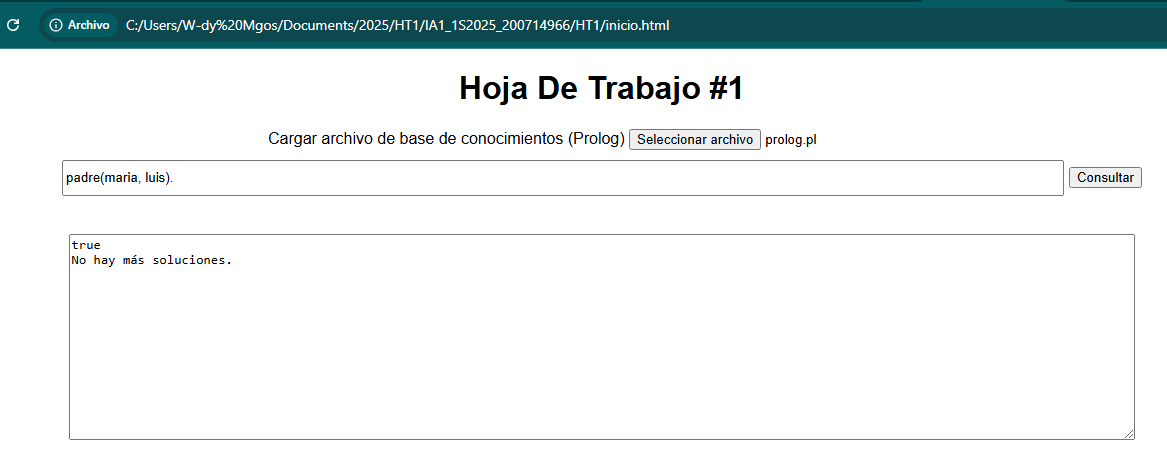 Archivo C:/Users/W-dy%20Mgos/Documents/2025/HT1/IA1_1S2025_200714966/HT1/inicio.html
Hoja De Trabajo #1
Cargar archivo de base de conocimientos (Prolog) Seleccionar archivo prolog.pl
padre(maria, luis). Consultar
true
No hay más soluciones.